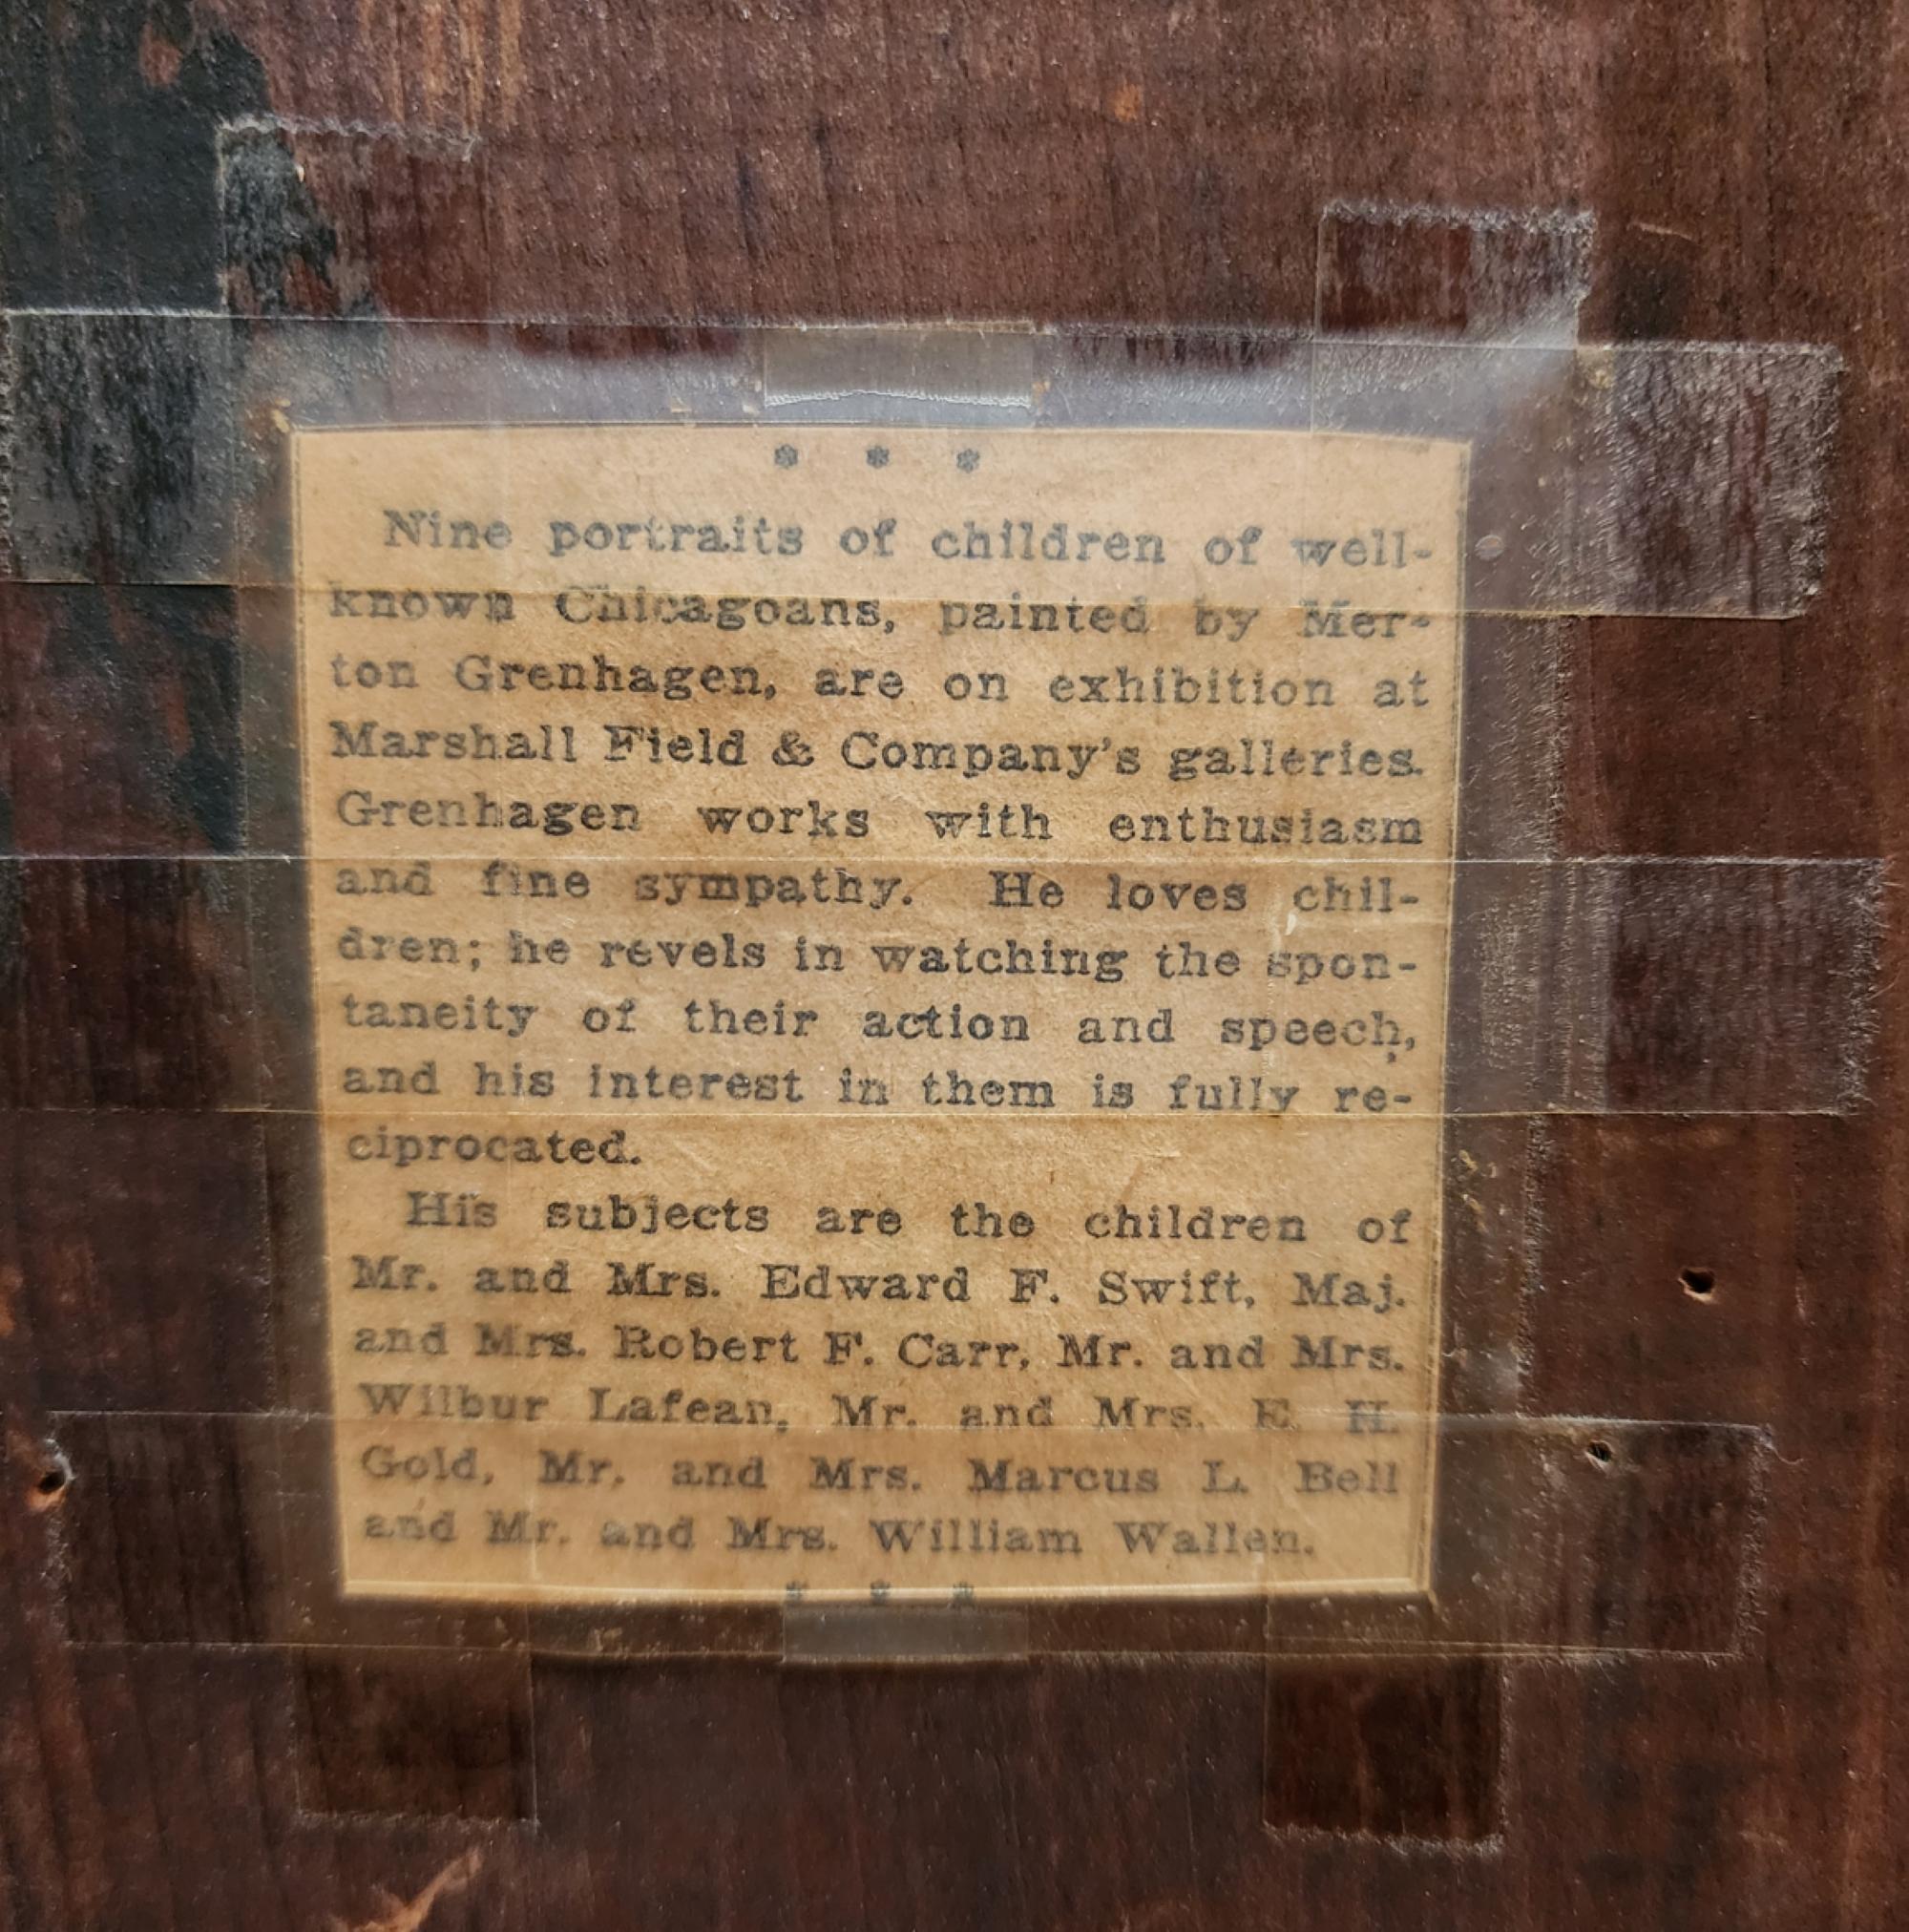 * * *
Nine portraits of children of well-
known Chicagoans, painted by Mer-
ton Grenhagen, are on exhibition at
Marshall Field & Company's galleries.
Grenhagen works with enthusiasm
and fine sympathy. He loves chil-
dren; he revels in watching the spon-
taneity of their action and speech,
and his interest in them is fully re-
ciprocated.
His subjects are the children of
Mr. and Mrs. Edward F. Swift, Maj.
and Mrs. Robert F. Carr, Mr. and Mrs.
Wilbur Lafean, Mr. and Mrs. E. H.
Gold, Mr. and Mrs. Marcus L. Bell
and Mr. and Mrs. William Wallen.
* * *